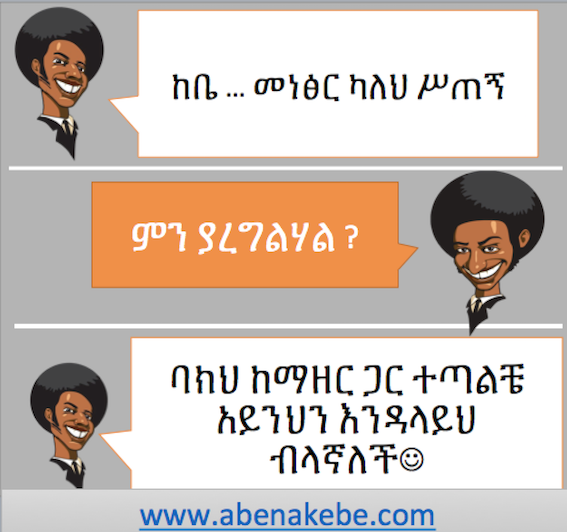 ከቤ ... መነፅር ካለህ ሥጠኝ
ምን ያረግልሃል ?
ባክህ ከማዘር ጋር ተጣልቼ
አይንህን እንዳላይህ
ብላኛለች☺
www.abenakebe.com